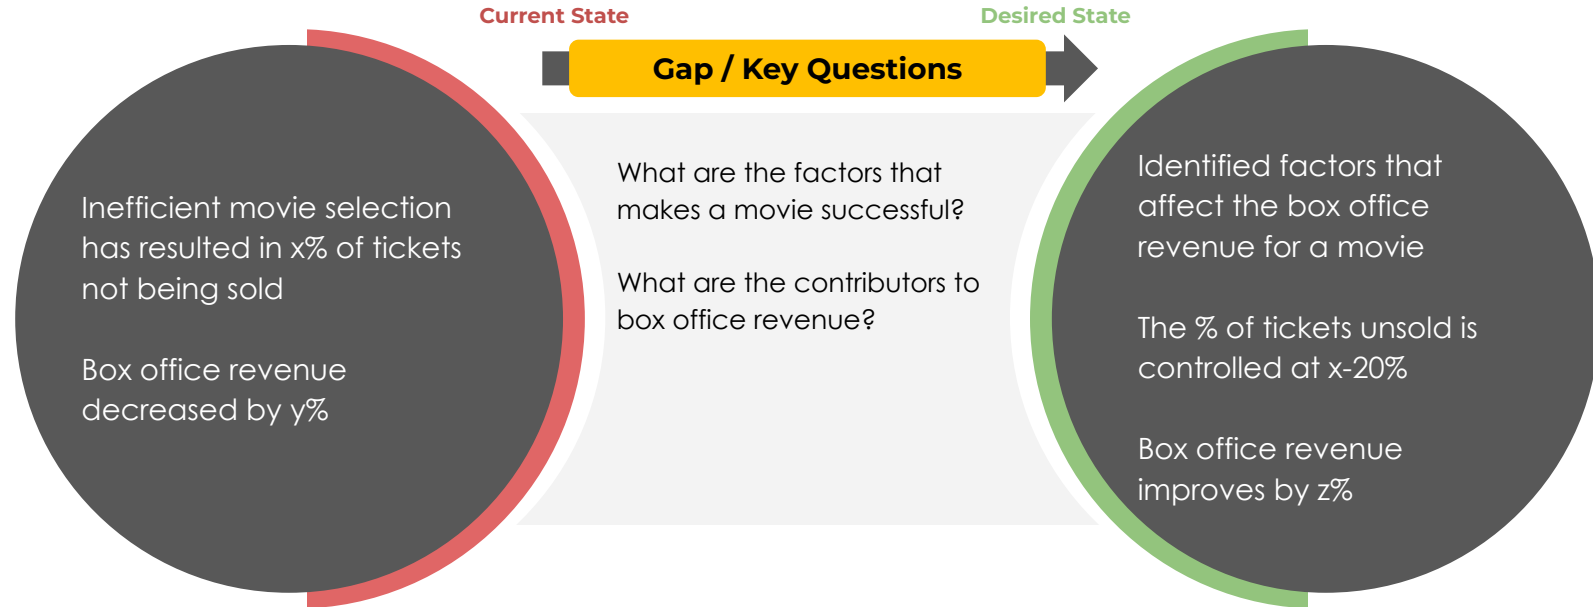 Current State
Desired State
Gap / Key Questions
Inefficient movie selection
has resulted in x% of tickets
not being sold
Box office revenue
decreased by y%
What are the factors that
makes a movie successful?
What are the contributors to
box office revenue?
Identified factors that
affect the box office
revenue for a movie
The % of tickets unsold is
controlled at x-20%
Box office revenue
improves by z%